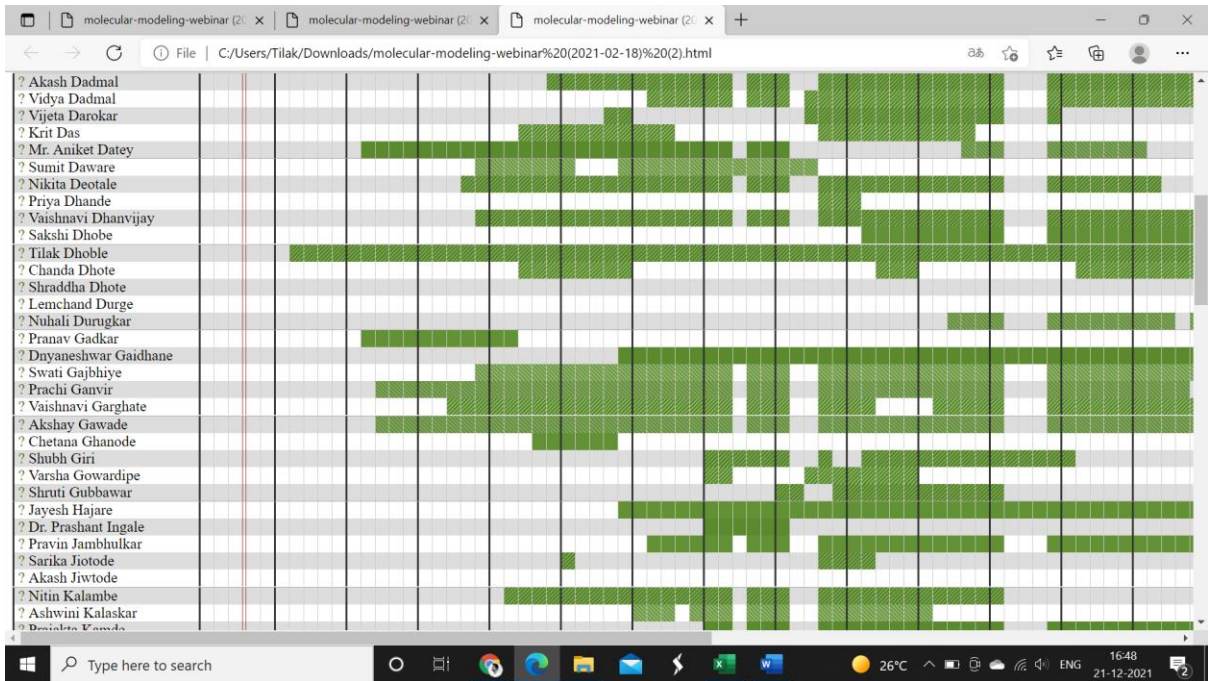 molecular-modeling-webinar (20
molecular-modeling-webinar (20
molecular-modeling-webinar (20
File | C:/Users/Tilak/Downloads/molecular-modeling-webinar%20(2021-02-18)%20(2).html
? Akash Dadmal
? Vidya Dadmal
? Vijeta Darokar
? Krit Das
? Mr. Aniket Datey
? Sumit Daware
? Nikita Deotale
? Priya Dhande
? Vaishnavi Dhanvijay
? Sakshi Dhobe
? Tilak Dhoble
? Chanda Dhote
? Shraddha Dhote
? Lemchand Durge
? Nuhali Durugkar
? Pranav Gadkar
? Dnyaneshwar Gaidhane
? Swati Gajbhiye
? Prachi Ganvir
? Vaishnavi Garghate
? Akshay Gawade
? Chetana Ghanode
? Shubh Giri
? Varsha Gowardipe
? Shruti Gubbawar
? Jayesh Hajare
? Dr. Prashant Ingale
? Pravin Jambhulkar
? Sarika Jiotode
? Akash Jiwtode
? Nitin Kalambe
? Ashwini Kalaskar
? Prajakta Kamde
Type here to search
26°C ENG 16:48
21-12-2021
2